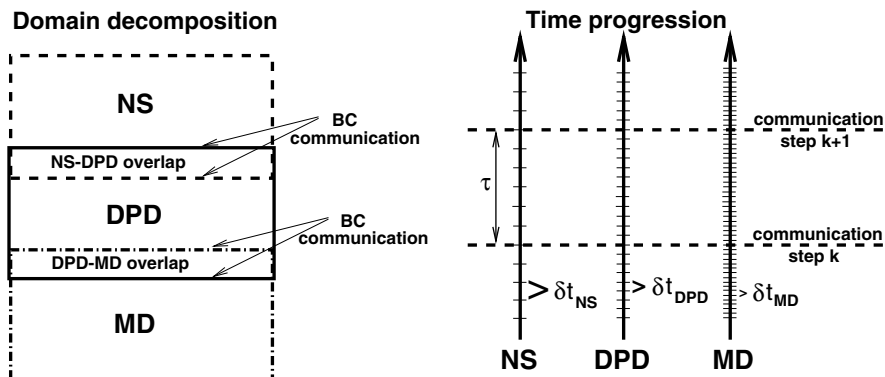 Domain decomposition
NS
BC
communication
NS-DPD overlap
DPD
BC
communication
DPD-MD overlap
MD
Time progression
communication
step k+1
τ
communication
step k
> δt_NS
> δt_DPD
> δt_MD
NS
DPD
MD